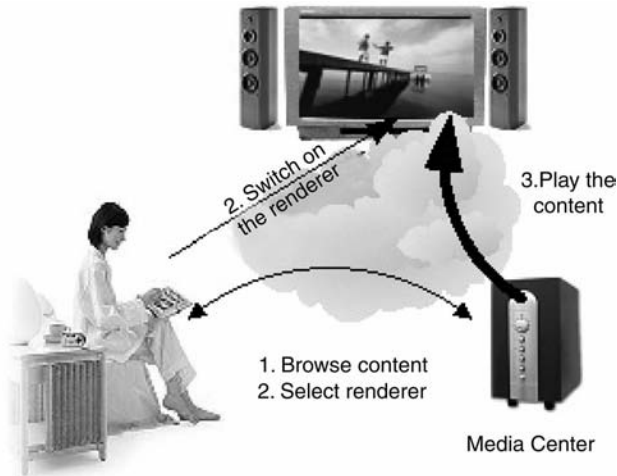 2. Switch on
the renderer
3.Play the
content
1. Browse content
2. Select renderer
Media Center